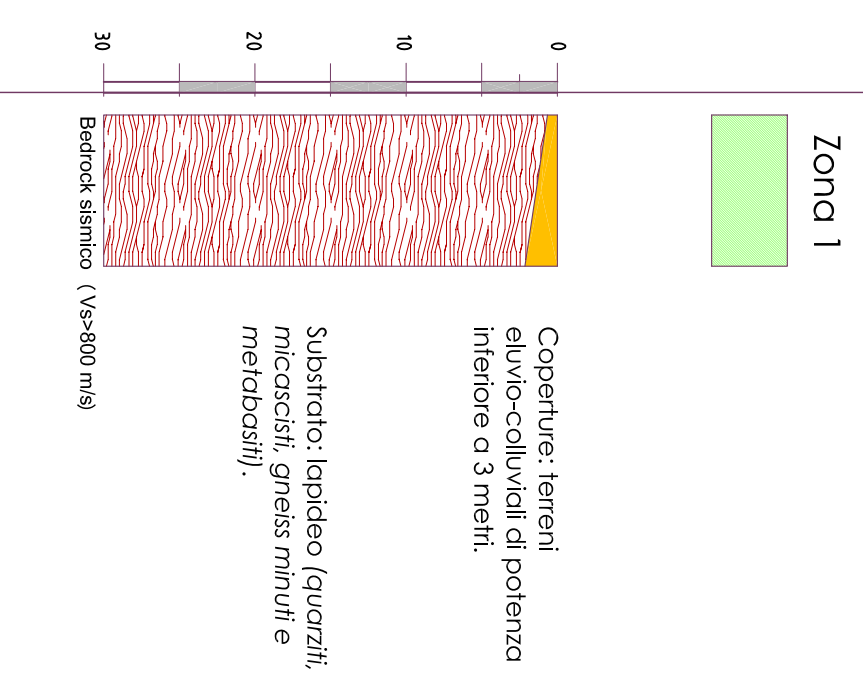 Zona 1
0
10
20
30
Coperture: terreni
eluvio-colluviali di potenza
inferiore a 3 metri.
Substrato: lapideo (quarziti,
micascisti, gneiss minuti e
metabasiti).
Bedrock sismico ( Vs>800 m/s)